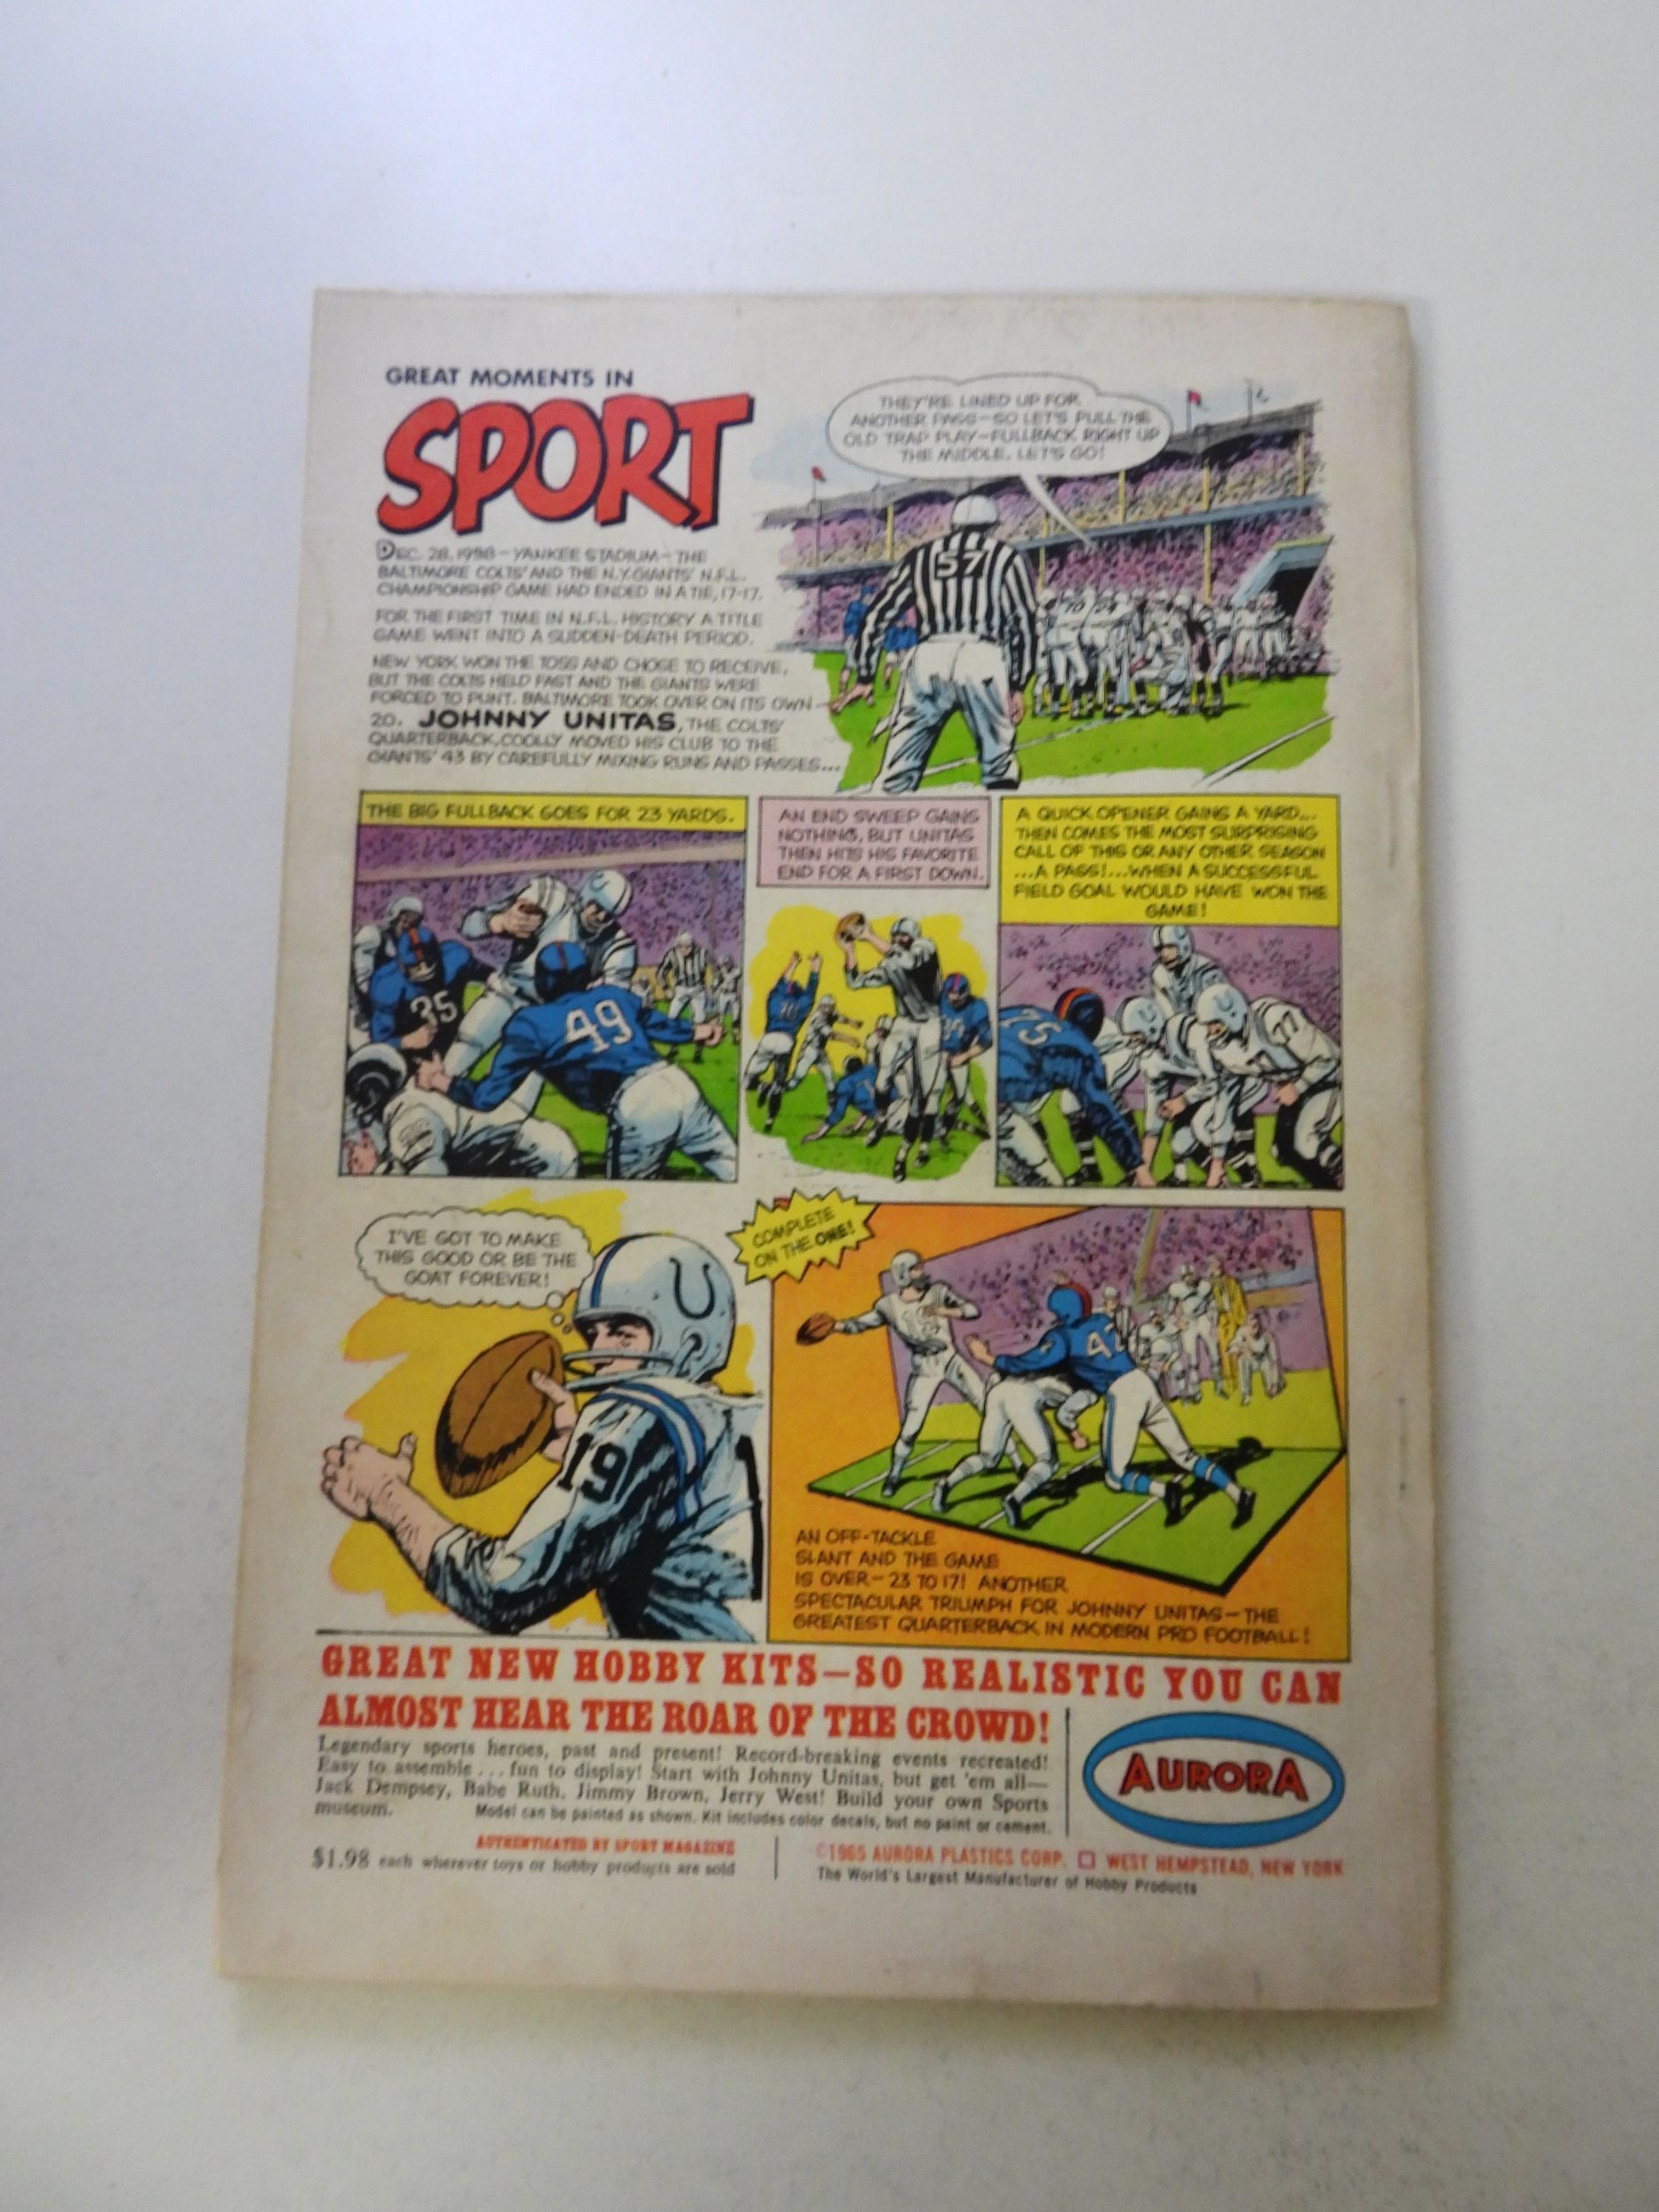 GREAT MOMENTS IN
SPORT
THEY'RE LINED UP FOR
ANOTHER PASS—SO LET'S PULL THE
OLD TRAP PLAY—FULLBACK RIGHT UP
THE MIDDLE. LET'S GO!
57
70
DEC. 28, 1958—YANKEE STADIUM—THE
BALTIMORE COLTS' AND THE N.Y. GIANTS' N.F.L.
CHAMPIONSHIP GAME HAD ENDED IN A TIE, 17-17.
FOR THE FIRST TIME IN N.F.L. HISTORY A TITLE
GAME WENT INTO A SUDDEN-DEATH PERIOD.
NEW YORK WON THE TOSS AND CHOSE TO RECEIVE,
BUT THE COLTS HELD FAST AND THE GIANTS WERE
FORCED TO PUNT. BALTIMORE TOOK OVER ON ITS OWN
20. JOHNNY UNITAS, THE COLTS'
QUARTERBACK, COOLLY MOVED HIS CLUB TO THE
GIANTS' 43 BY CAREFULLY MIXING RUNS AND PASSES...
THE BIG FULLBACK GOES FOR 23 YARDS.
35
49
AN END SWEEP GAINS
NOTHING, BUT UNITAS
THEN HITS HIS FAVORITE
END FOR A FIRST DOWN.
A QUICK OPENER GAINS A YARD...
THEN COMES THE MOST SURPRISING
CALL OF THIS OR ANY OTHER SEASON
...A PASS!...WHEN A SUCCESSFUL
FIELD GOAL WOULD HAVE WON THE
GAME!
75
77
I'VE GOT TO MAKE
THIS GOOD OR BE THE
GOAT FOREVER!
19
COMPLETE
ON THE ONE!
42
AN OFF-TACKLE
SLANT AND THE GAME
IS OVER—23 TO 17! ANOTHER
SPECTACULAR TRIUMPH FOR JOHNNY UNITAS—THE
GREATEST QUARTERBACK IN MODERN PRO FOOTBALL!
GREAT NEW HOBBY KITS—SO REALISTIC YOU CAN
ALMOST HEAR THE ROAR OF THE CROWD!
Legendary sports heroes, past and present! Record-breaking events recreated!
Easy to assemble...fun to display! Start with Johnny Unitas, but get 'em all—
Jack Dempsey, Babe Ruth, Jimmy Brown, Jerry West! Build your own Sports
museum. Model can be painted as shown. Kit includes color decals, but no paint or cement.
AURORA
AUTHENTICATED BY SPORT MAGAZINE
$1.98 each wherever toys or hobby products are sold
©1965 AURORA PLASTICS CORP. WEST HEMPSTEAD, NEW YORK
The World's Largest Manufacturer of Hobby Products